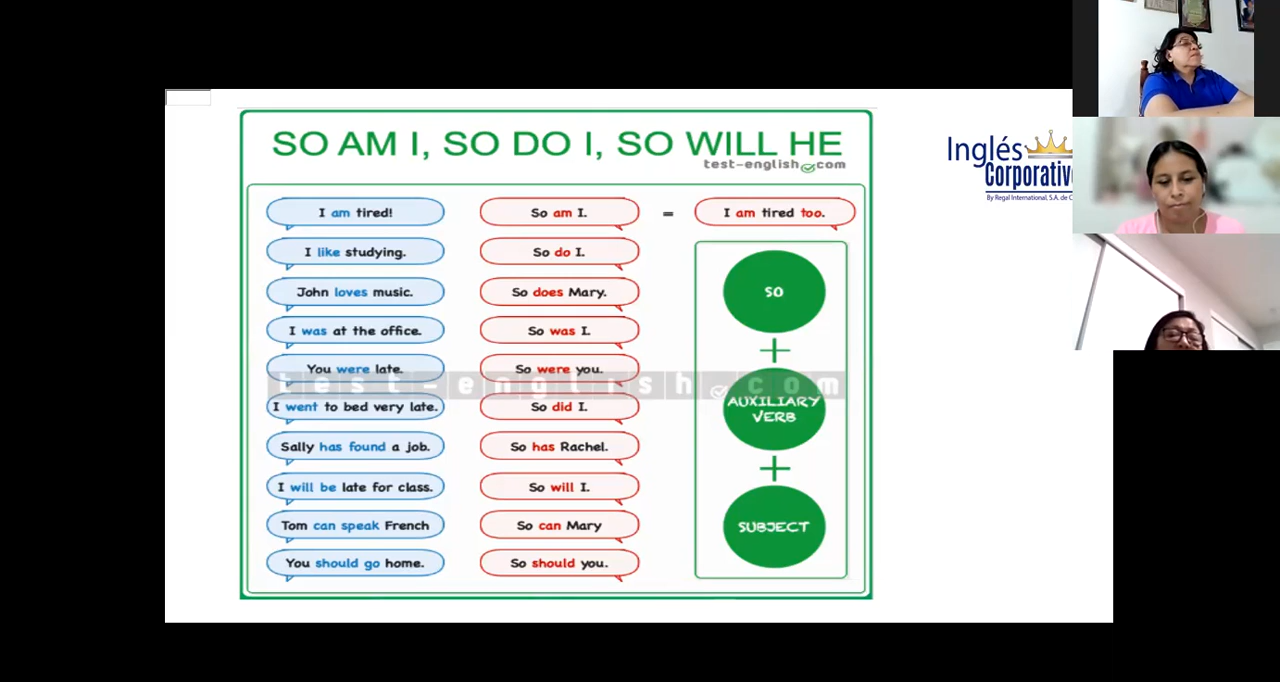 SO AM I, SO DO I, SO WILL HE
test-english.com
I am tired!
So am I.
=
I am tired too.
I like studying.
So do I.
John loves music.
So does Mary.
I was at the office.
So was I.
You were late.
So were you.
I went to bed very late.
So did I.
Sally has found a job.
So has Rachel.
I will be late for class.
So will I.
Tom can speak French
So can Mary
You should go home.
So should you.
SO
+
AUXILIARY
VERB
+
SUBJECT
test-english.com
Inglés
Corporativ
By Regal International, S.A. de C